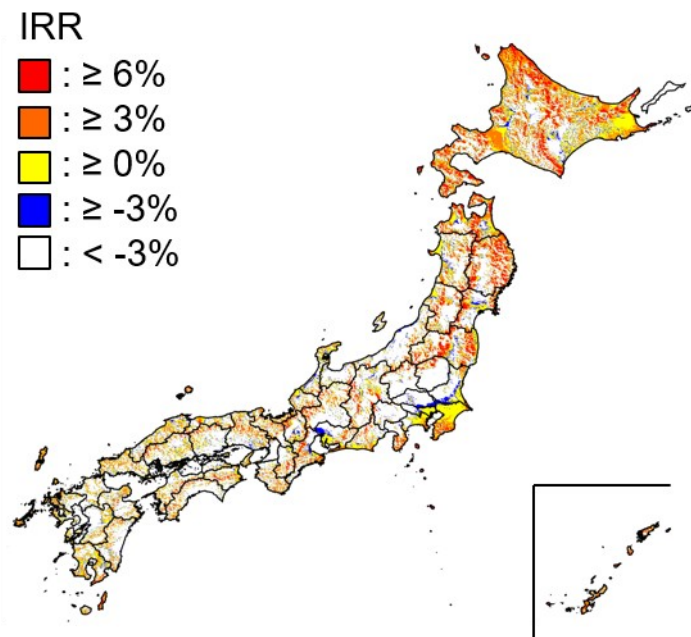 IRR
: ≥ 6%
: ≥ 3%
: ≥ 0%
: ≥ -3%
: < -3%